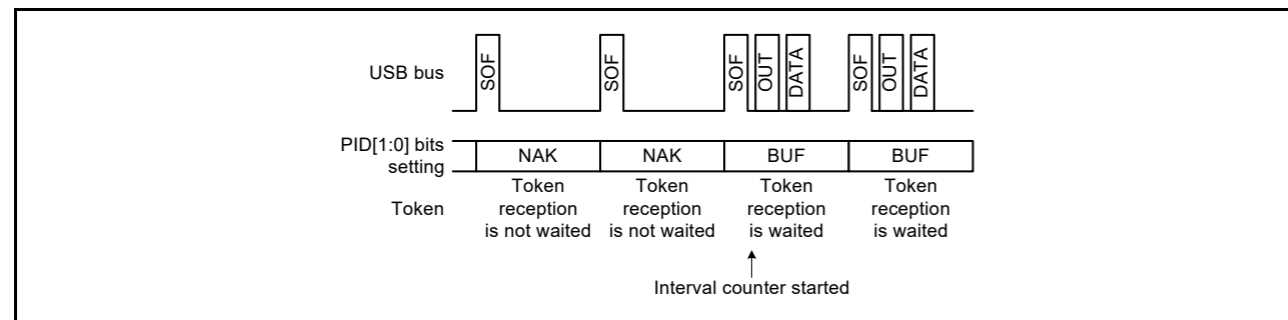 SOF
SOF
SOF
OUT
DATA
SOF
OUT
DATA
USB bus
PID[1:0] bits
setting
NAK
NAK
BUF
BUF
Token
Token
reception
is not waited
Token
reception
is not waited
Token
reception
is waited
Token
reception
is waited
Interval counter started